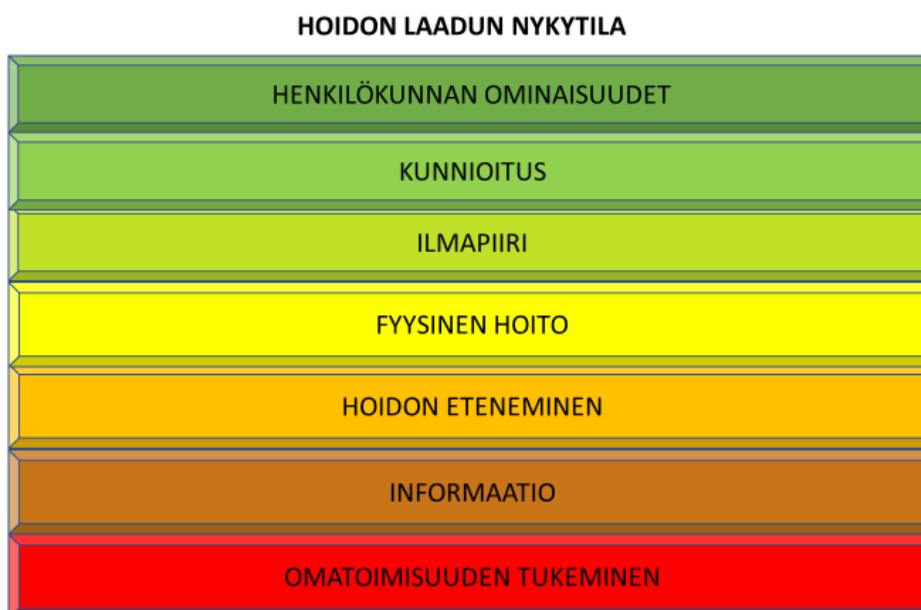 HOIDON LAADUN NYKYTILA
HENKILÖKUNNAN OMINAISUUDET
KUNNIOITUS
ILMAPIIRI
FYYSINEN HOITO
HOIDON ETENEMINEN
INFORMAATIO
OMATOIMISUUDEN TUKEMINEN